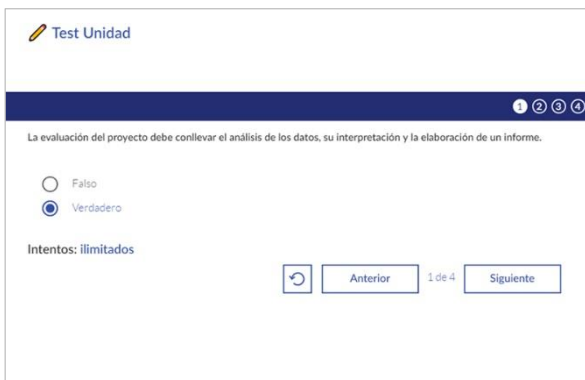 Test Unidad
1 2 3 4
La evaluación del proyecto debe conllevar el análisis de los datos, su interpretación y la elaboración de un informe.
Falso
Verdadero
Intentos: ilimitados
Anterior 1 de 4 Siguiente